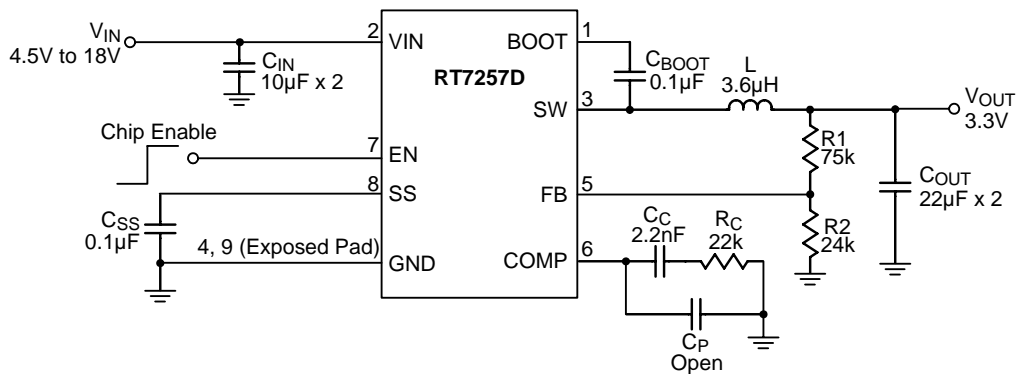 VIN
4.5V to 18V
CIN
10µF x 2
2
VIN
RT7257D
BOOT
1
CBOOT
0.1µF
L
3.6µH
SW
3
VOUT
3.3V
Chip Enable
7
EN
R1
75k
COUT
22µF x 2
8
SS
FB
5
CSS
0.1µF
R2
24k
4, 9 (Exposed Pad)
GND
COMP
6
CC
2.2nF
RC
22k
CP
Open